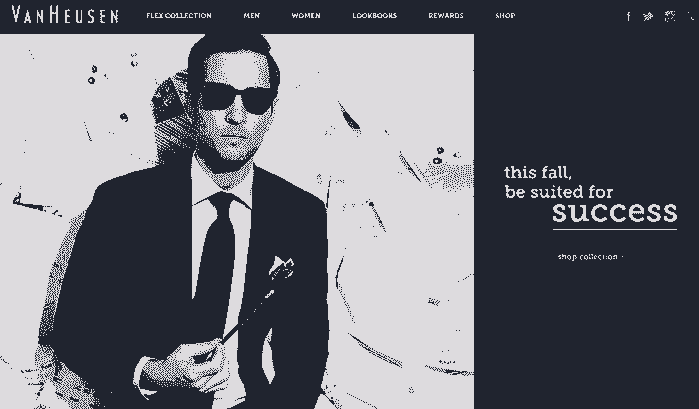 VANHEUSEN
FLEX COLLECTION MEN WOMEN LOOKBOOKS REWARDS SHOP
this fall,
be suited for
success
shop collection